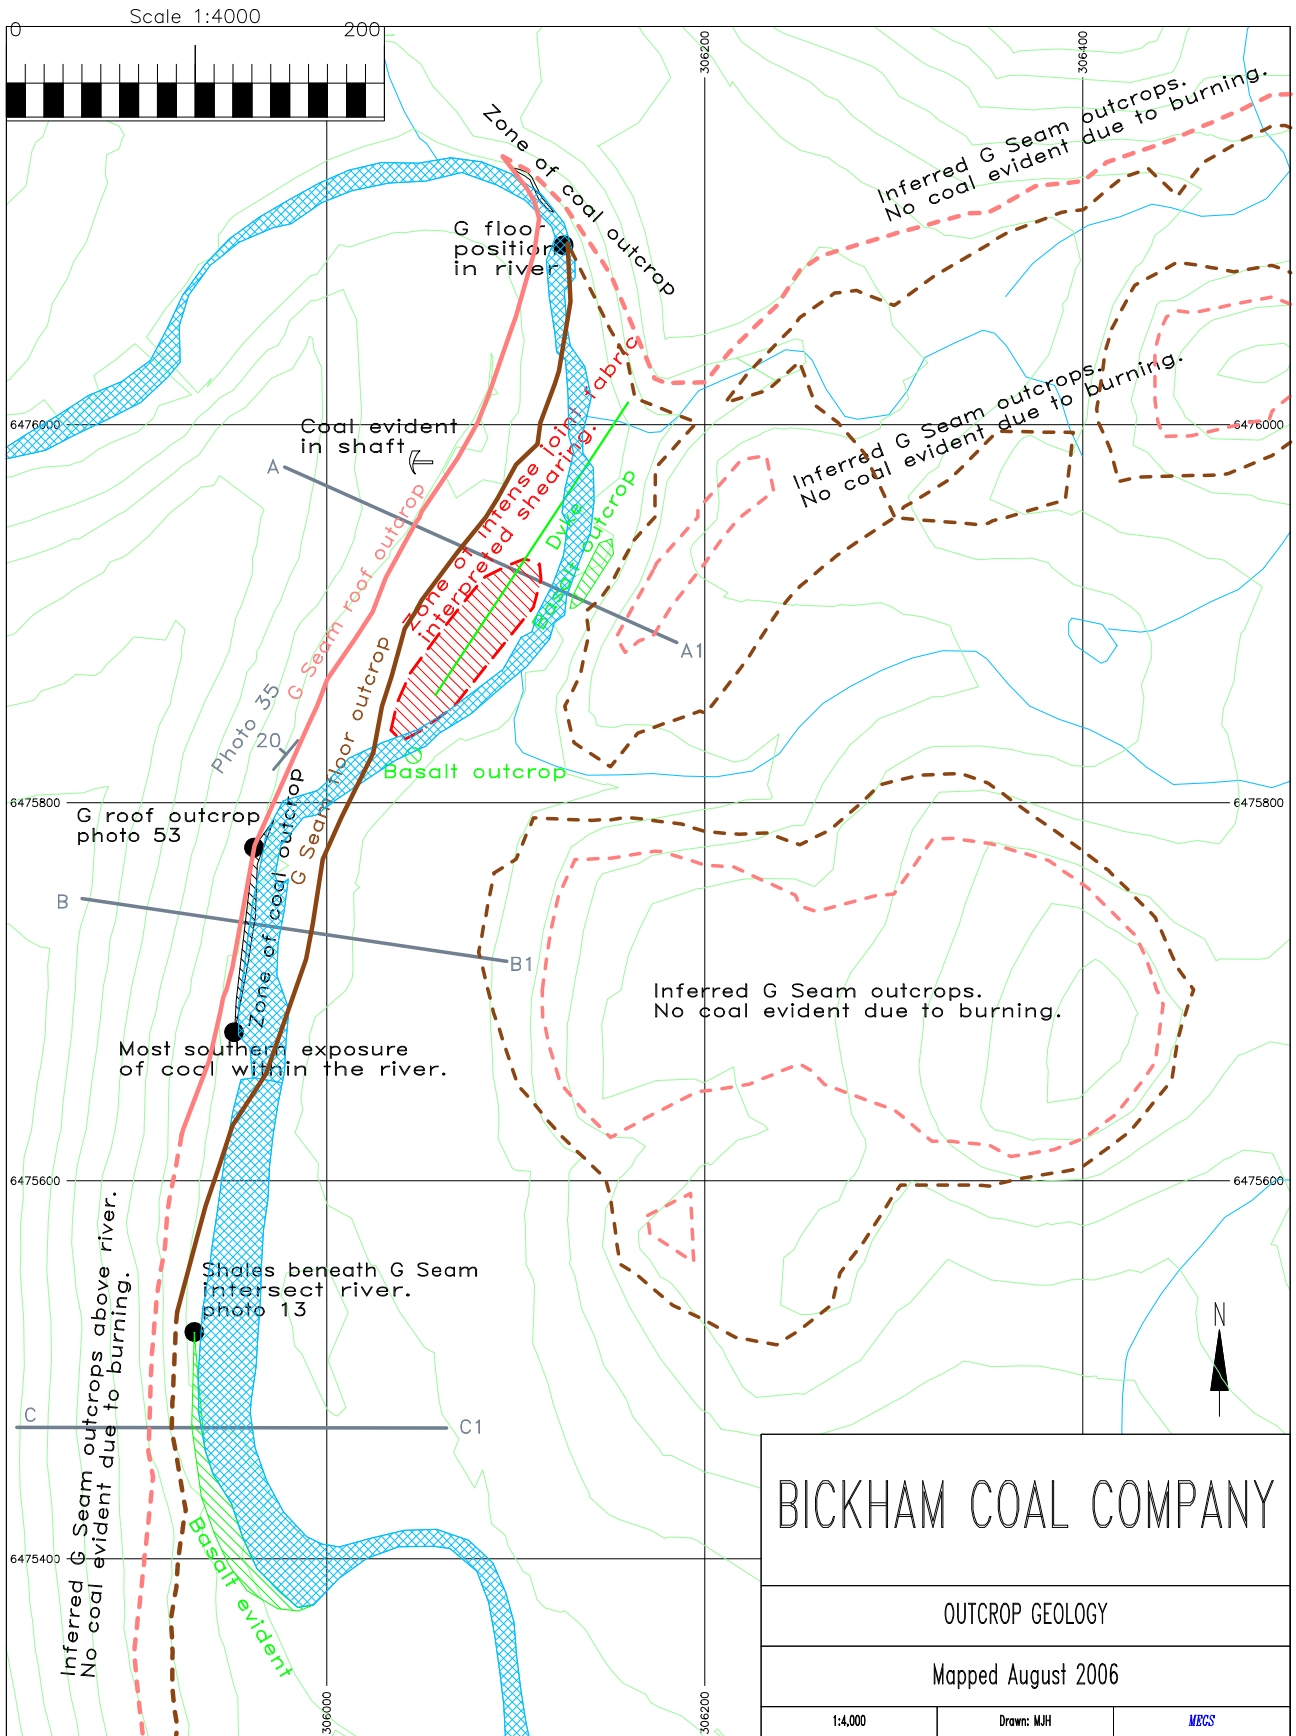 Scale 1:4000
0
200
306200
306400
Zone of coal outcrop
Inferred G Seam outcrops.
No coal evident due to burning.
G floor
position
in river
Zone of intense joint fabric
interpreted shearing.
Inferred G Seam outcrops.
No coal evident due to burning.
6476000
6476000
Coal evident
in shaft
A
Dyke
Basalt outcrop
A1
G Seam roof outcrop
G Seam floor outcrop
Photo 35
20
Basalt outcrop
6475800
6475800
G roof outcrop
photo 53
Zone of coal outcrop
B
B1
Inferred G Seam outcrops.
No coal evident due to burning.
Most southern exposure
of coal within the river.
6475600
6475600
Inferred G Seam outcrops above river.
No coal evident due to burning.
Shales beneath G Seam
intersect river.
photo 13
N
C
C1
Basalt evident
6475400
306000
306200
BICKHAM COAL COMPANY
OUTCROP GEOLOGY
Mapped August 2006
1:4,000
Drawn: MJH
MEGS